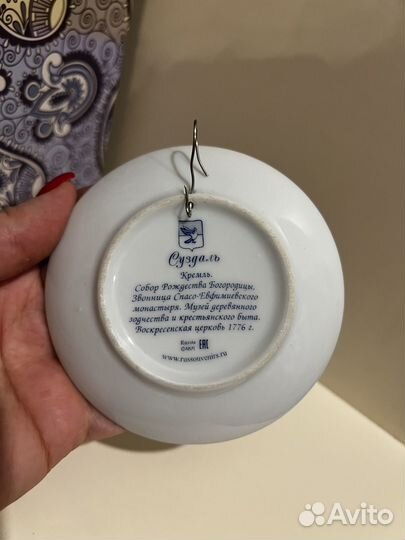 Суздаль
Кремль.
Собор Рождества Богородицы,
Звонница Спасо-Евфимиевского
монастыря. Музей деревянного
зодчества и крестьянского быта.
Воскресенская церковь 1776 г.
EAC
www.russouvenirs.ru
Avito